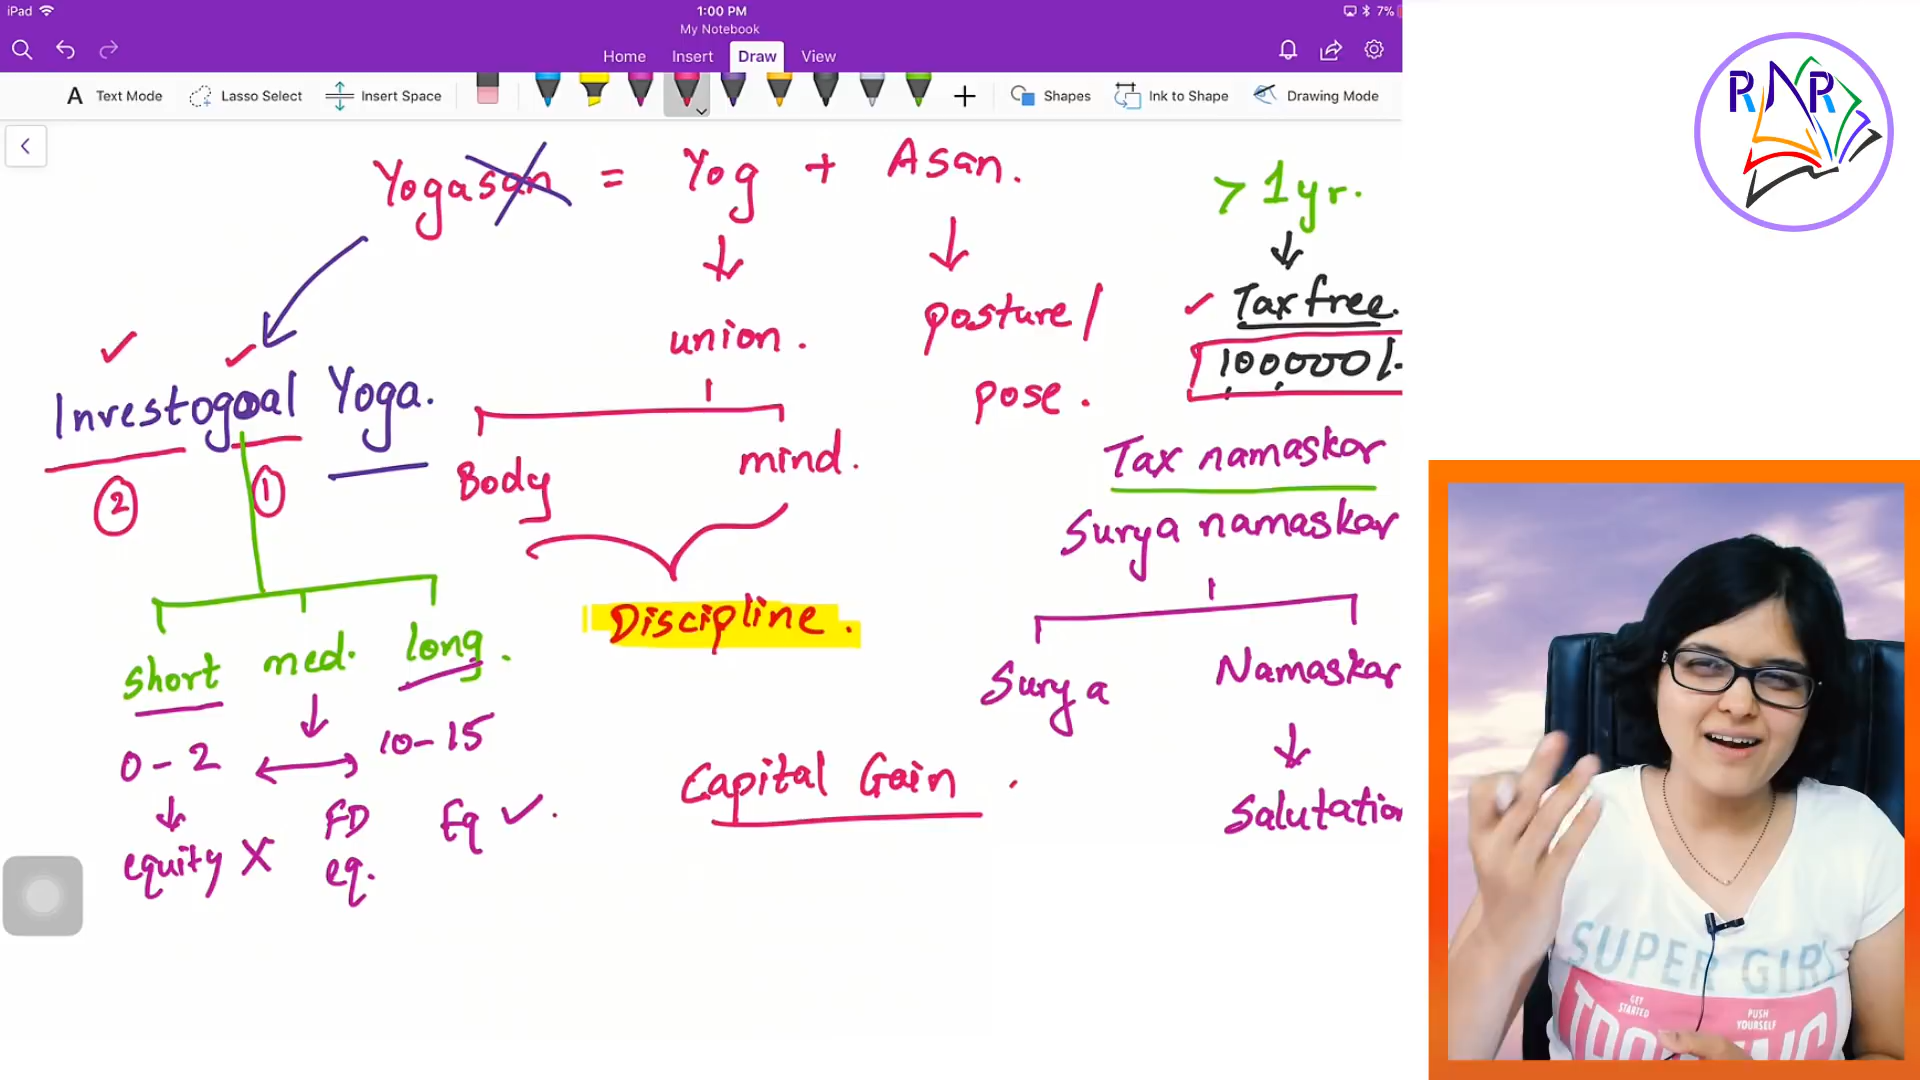 iPad
1:00 PM
7%
My Notebook
Home Insert Draw View
Text Mode Lasso Select Insert Space Shapes Ink to Shape Drawing Mode
RNR
Yogasan = Yog + Asan.
> 1 yr.
union.
posture/
pose.
Tax free.
100000/-
Investogoal Yoga.
2 1
Body mind.
Tax namaskar
Surya namaskar
Discipline.
short med. long.
Surya Namaskar
0-2 10-15
Capital Gain.
Salutation
equity X FD Eq ✓.
eq.
SUPER GIRL
GET
STARTED
PUSH
YOURSELF